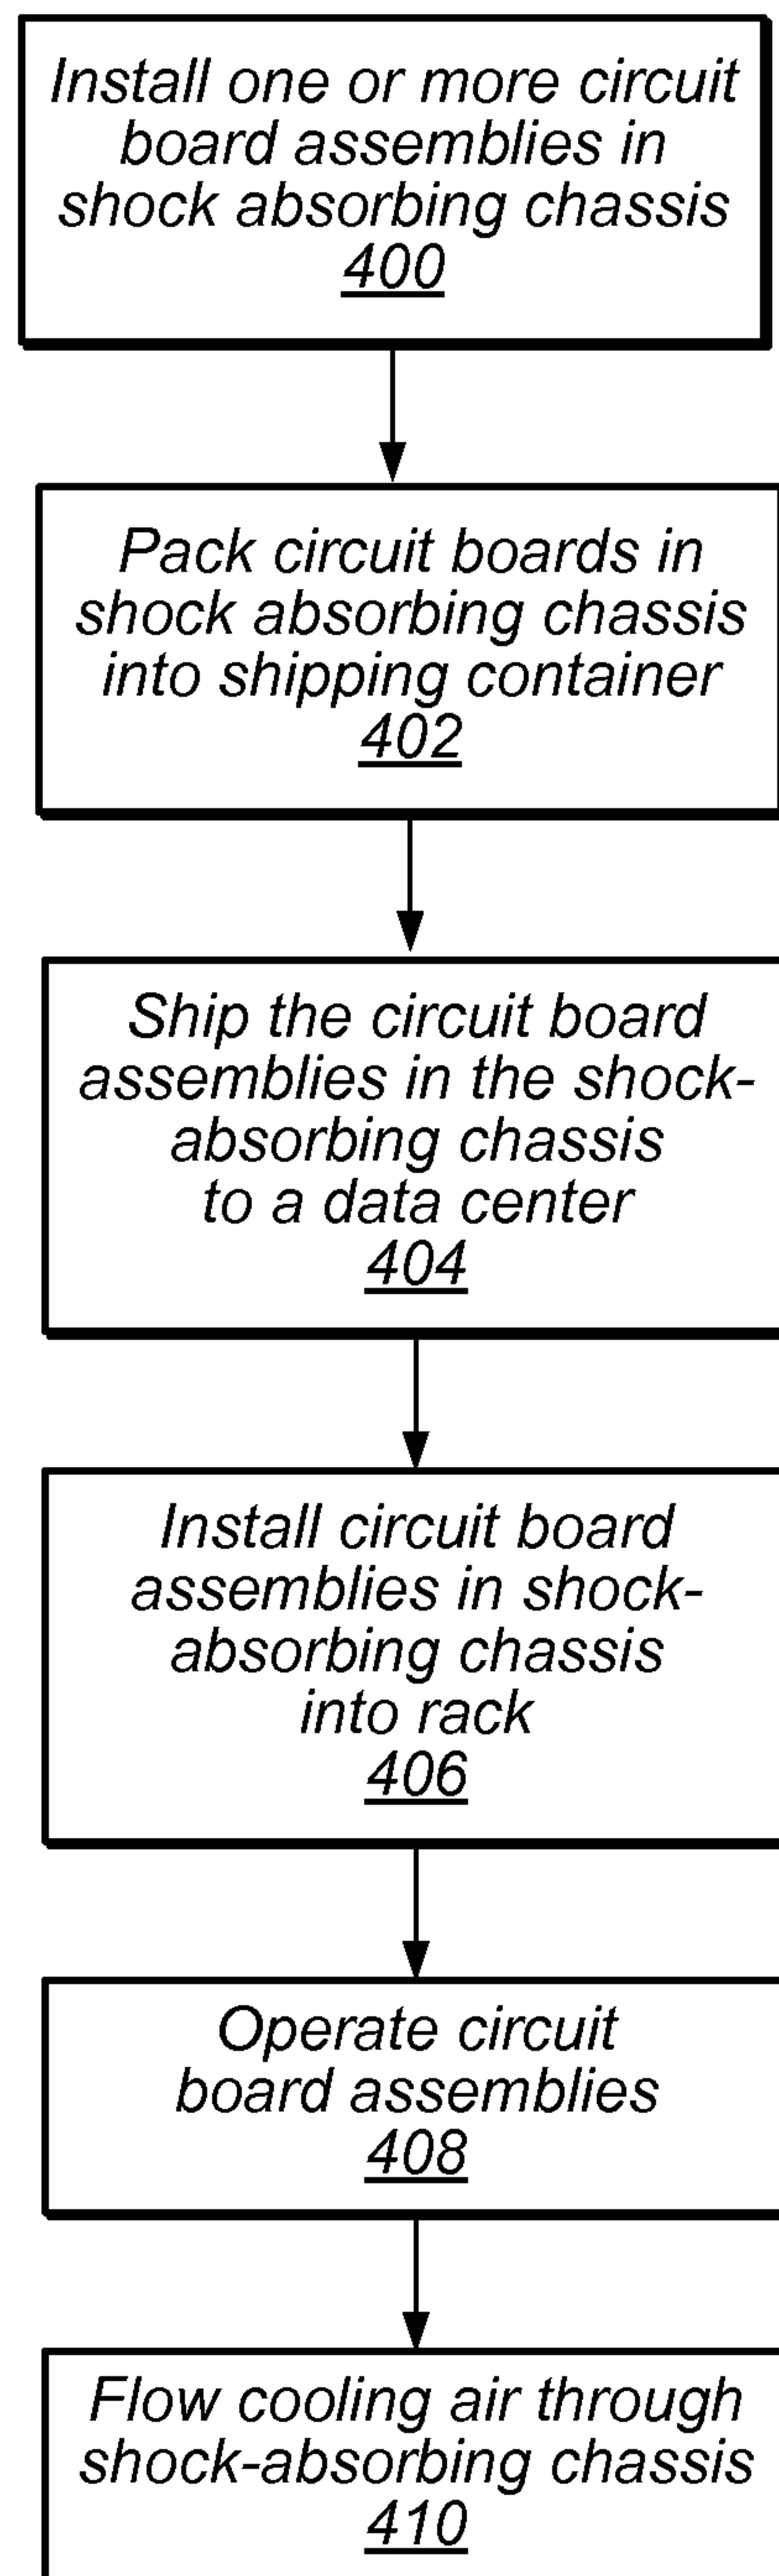 Install one or more circuit
board assemblies in
shock absorbing chassis
400
Pack circuit boards in
shock absorbing chassis
into shipping container
402
Ship the circuit board
assemblies in the shock-
absorbing chassis
to a data center
404
Install circuit board
assemblies in shock-
absorbing chassis
into rack
406
Operate circuit
board assemblies
408
Flow cooling air through
shock-absorbing chassis
410